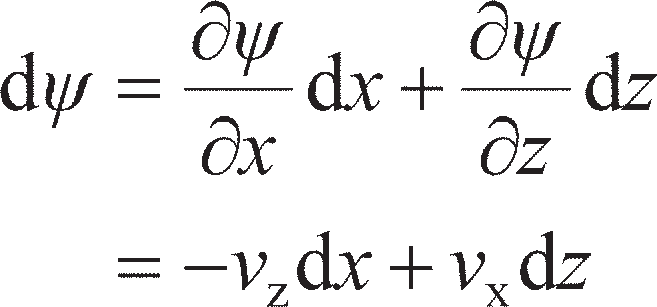 dψ = ∂ψ/∂x dx + ∂ψ/∂z dz
= −v_z dx + v_x dz